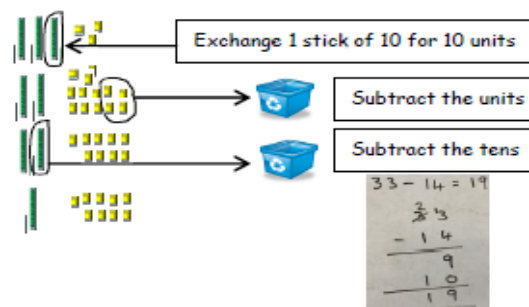 Exchange 1 stick of 10 for 10 units
Subtract the units
Subtract the tens
33 - 14 = 19
2
3 3
- 1 4
9
1 0
1 9